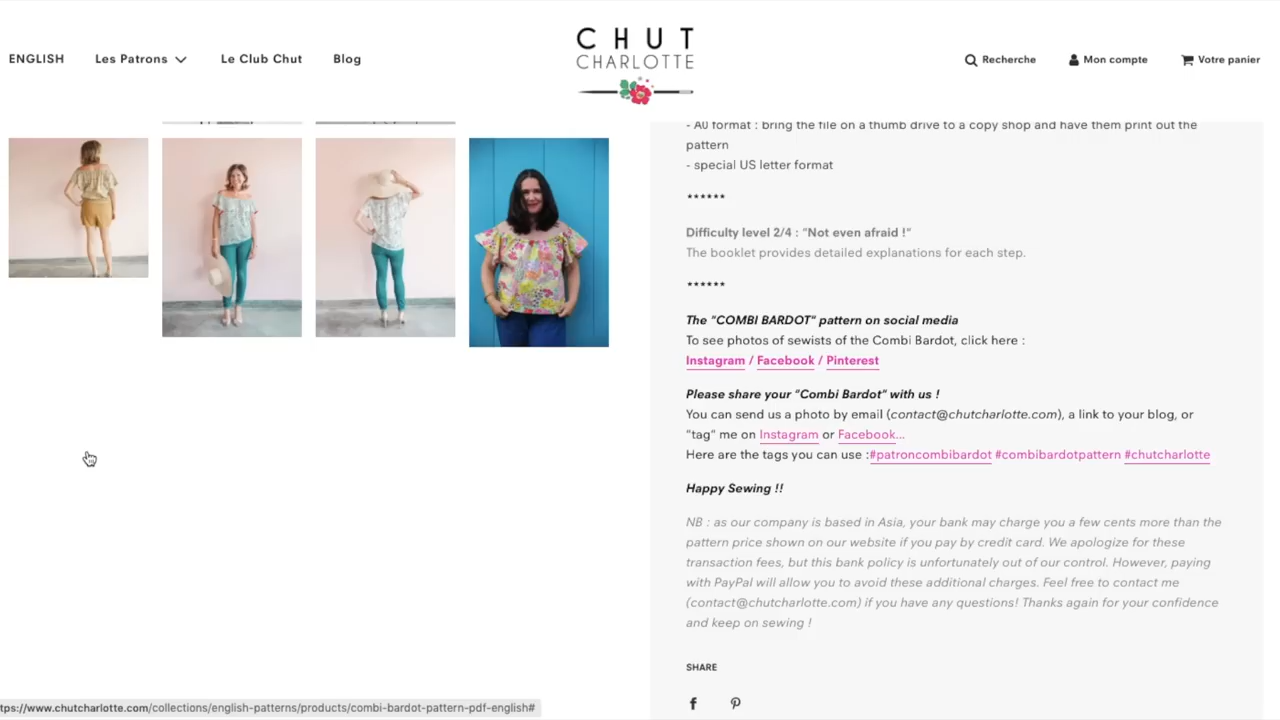 ENGLISH
Les Patrons
Le Club Chut
Blog
CHUT
CHARLOTTE
Recherche
Mon compte
Votre panier
- A0 format : bring the file on a thumb drive to a copy shop and have them print out the
pattern
- special US letter format
******
Difficulty level 2/4 : "Not even afraid !"
The booklet provides detailed explanations for each step.
******
The "COMBI BARDOT" pattern on social media
To see photos of sewists of the Combi Bardot, click here :
Instagram / Facebook / Pinterest
Please share your "Combi Bardot" with us !
You can send us a photo by email (contact@chutcharlotte.com), a link to your blog, or
"tag" me on Instagram or Facebook...
Here are the tags you can use :#patroncombibardot #combibardotpattern #chutcharlotte
Happy Sewing !!
NB : as our company is based in Asia, your bank may charge you a few cents more than the
pattern price shown on our website if you pay by credit card. We apologize for these
transaction fees, but this bank policy is unfortunately out of our control. However, paying
with PayPal will allow you to avoid these additional charges. Feel free to contact me
(contact@chutcharlotte.com) if you have any questions! Thanks again for your confidence
and keep on sewing !
SHARE
tps://www.chutcharlotte.com/collections/english-patterns/products/combi-bardot-pattern-pdf-english#